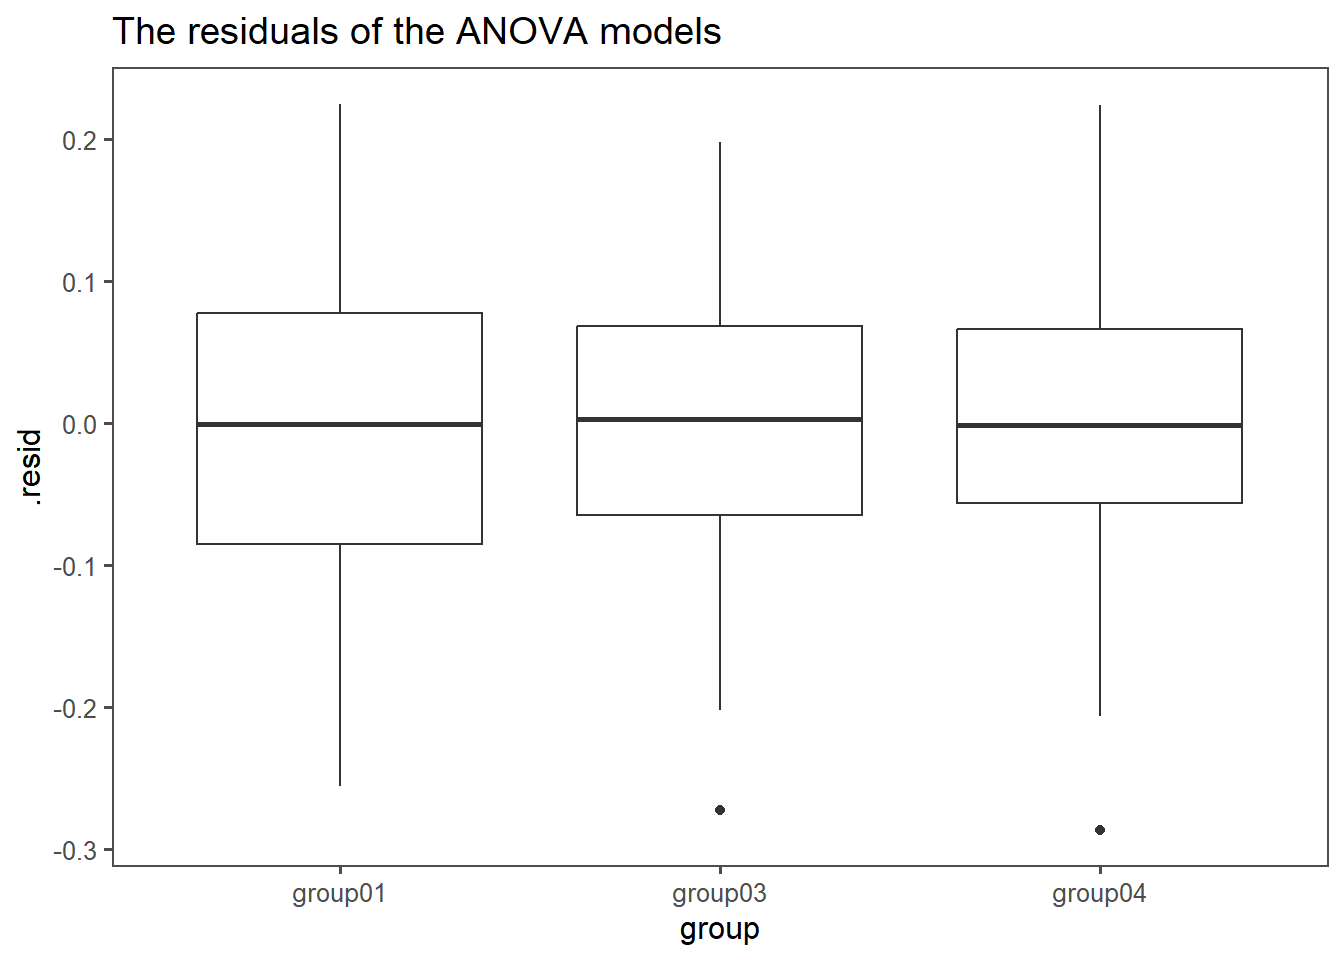 The residuals of the ANOVA models
0.2
0.1
0.0
-0.1
-0.2
-0.3
.resid
group01 group03 group04
group